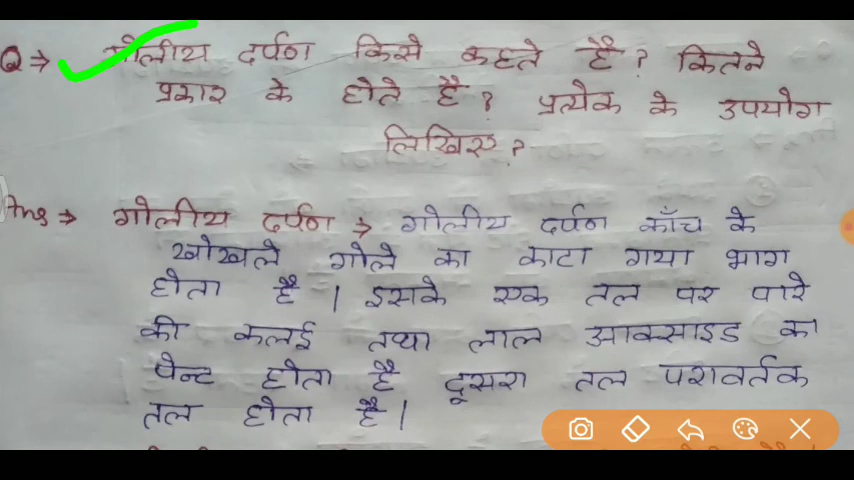 Q ⇒ गोलीय दर्पण किसे कहते है? कितने
प्रकार के होते है? प्रत्येक के उपयोग
लिखिए?
Ans ⇒ गोलीय दर्पण ⇒ गोलीय दर्पण काँच के
खोखले गोले का काटा गया भाग
होता है। इसके एक तल पर पारे
की कलई तथा लाल आक्साइड का
पेन्ट होता है दूसरा तल परावर्तक
तल होता है।